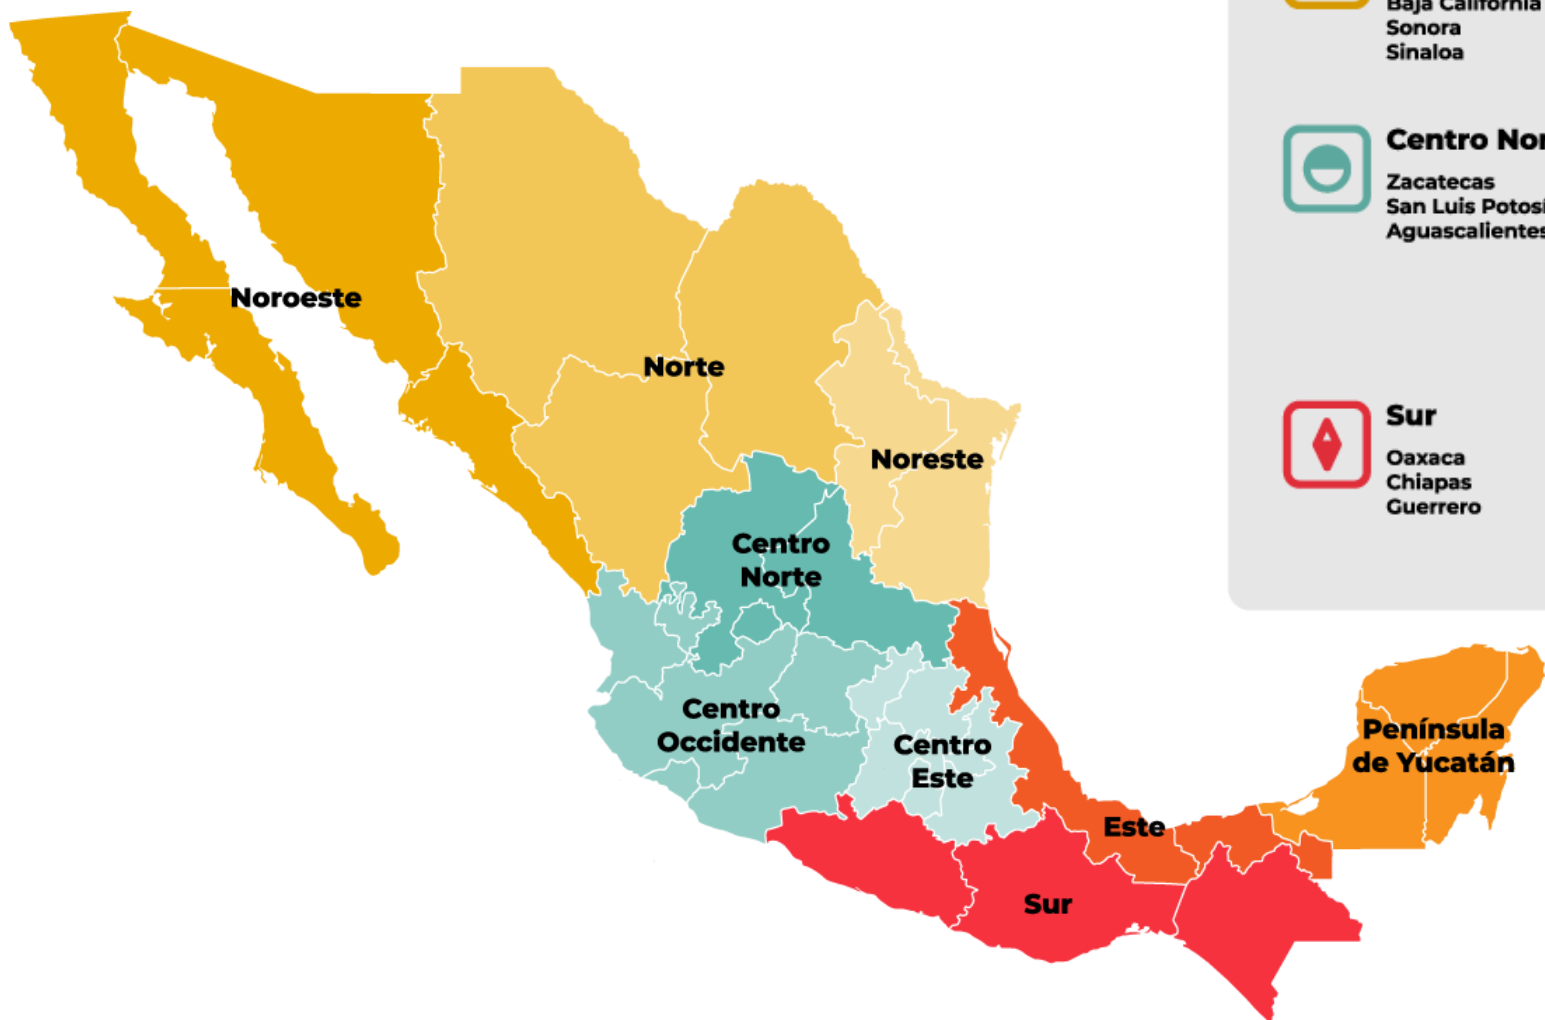 Baja California
Sonora
Sinaloa
Centro Nor
Zacatecas
San Luis Potosí
Aguascalientes
Sur
Oaxaca
Chiapas
Guerrero
Noroeste
Norte
Noreste
Centro
Norte
Centro
Occidente
Centro
Este
Península
de Yucatán
Este
Sur